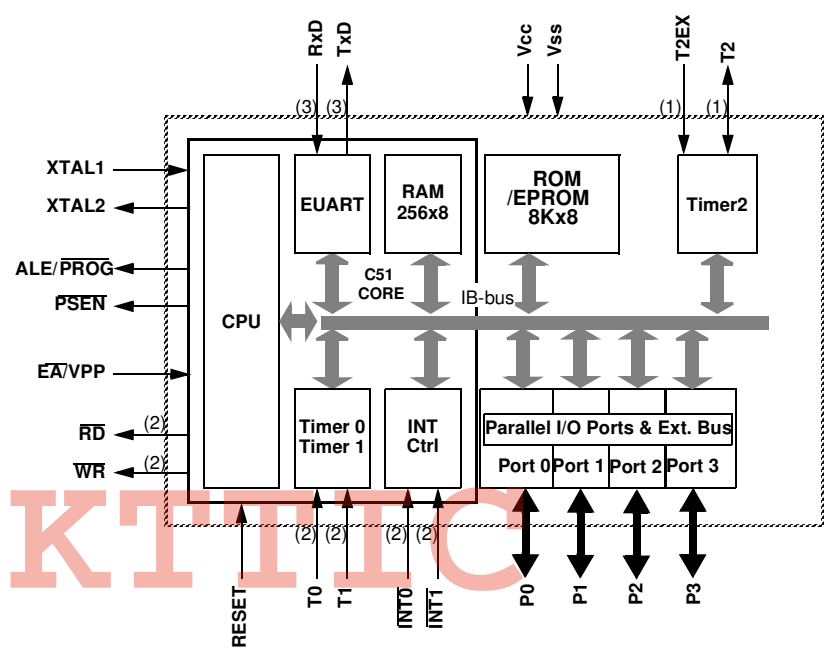 RxD
TxD
Vcc
Vss
T2EX
T2
(3) (3)
(1) (1)
XTAL1
XTAL2
ALE/PROG
PSEN
EA/VPP
RD (2)
WR (2)
CPU
EUART
RAM
256x8
ROM
/EPROM
8Kx8
Timer2
C51
CORE
IB-bus
Timer 0
Timer 1
INT
Ctrl
Parallel I/O Ports & Ext. Bus
Port 0 Port 1 Port 2 Port 3
(2) (2) (2) (2)
RESET
T0
T1
INT0
INT1
P0
P1
P2
P3
KTTIC